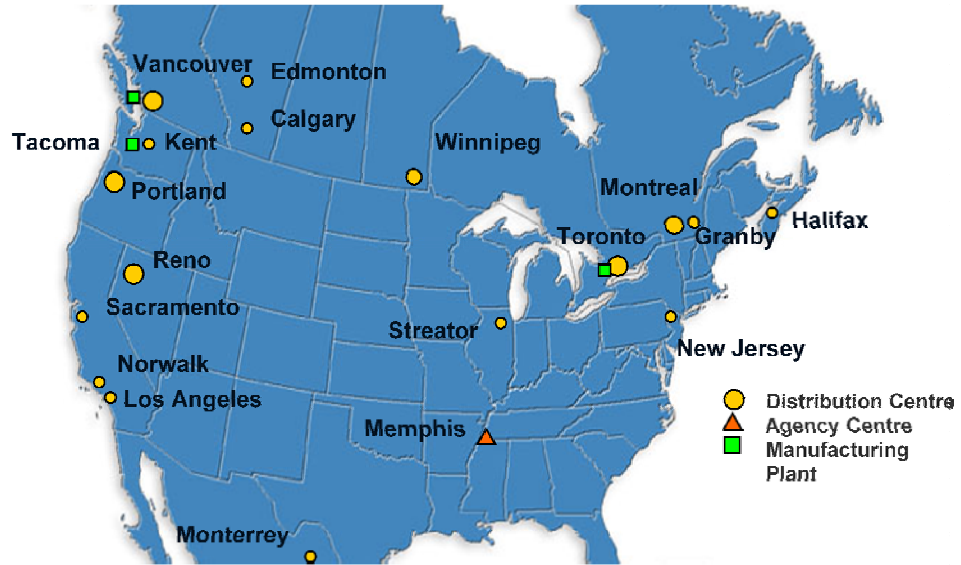 Vancouver
Edmonton
Calgary
Tacoma
Kent
Winnipeg
Portland
Montreal
Halifax
Toronto
Granby
Reno
Sacramento
Streator
New Jersey
Norwalk
Los Angeles
Distribution Centre
Memphis
Agency Centre
Manufacturing
Plant
Monterrey